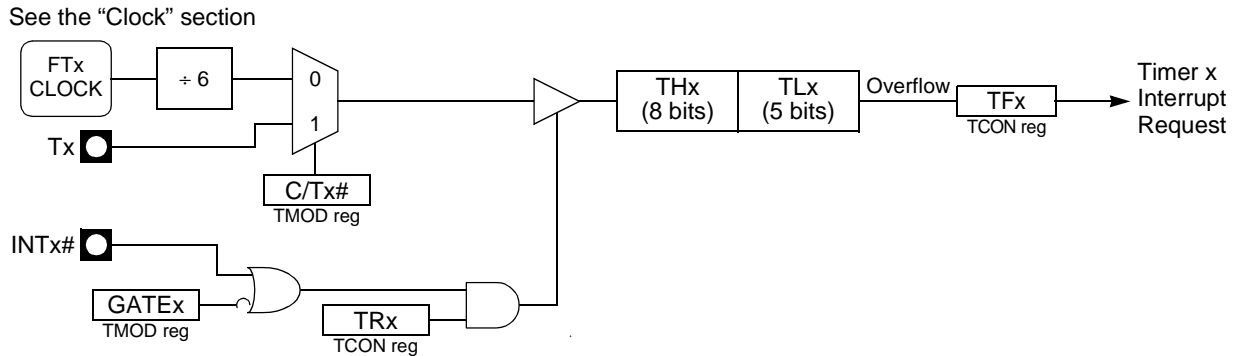 See the “Clock” section
FTx
CLOCK
÷ 6
0
1
Tx
C/Tx#
TMOD reg
THx
(8 bits)
TLx
(5 bits)
Overflow
TFx
TCON reg
Timer x
Interrupt
Request
INTx#
GATEx
TMOD reg
TRx
TCON reg